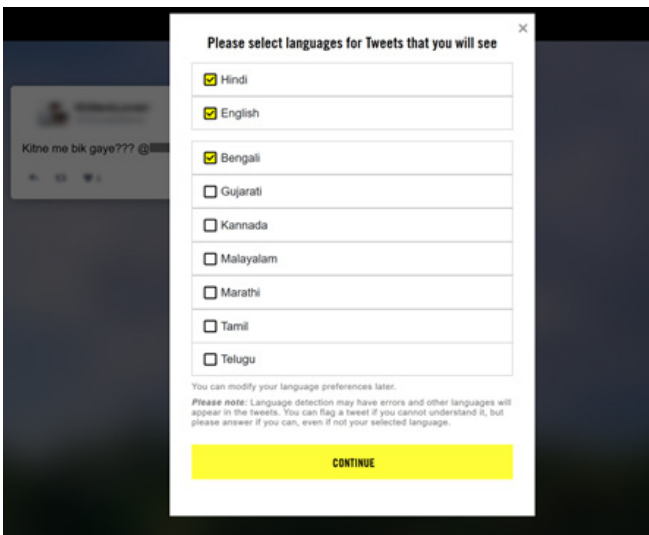 Please select languages for Tweets that you will see
Hindi
English
Kitne me bik gaye??? @
Bengali
Gujarati
Kannada
Malayalam
Marathi
Tamil
Telugu
You can modify your language preferences later.
Please note: Language detection may have errors and other languages will
appear in the tweets. You can flag a tweet if you cannot understand it, but
please answer if you can, even if not your selected language.
CONTINUE